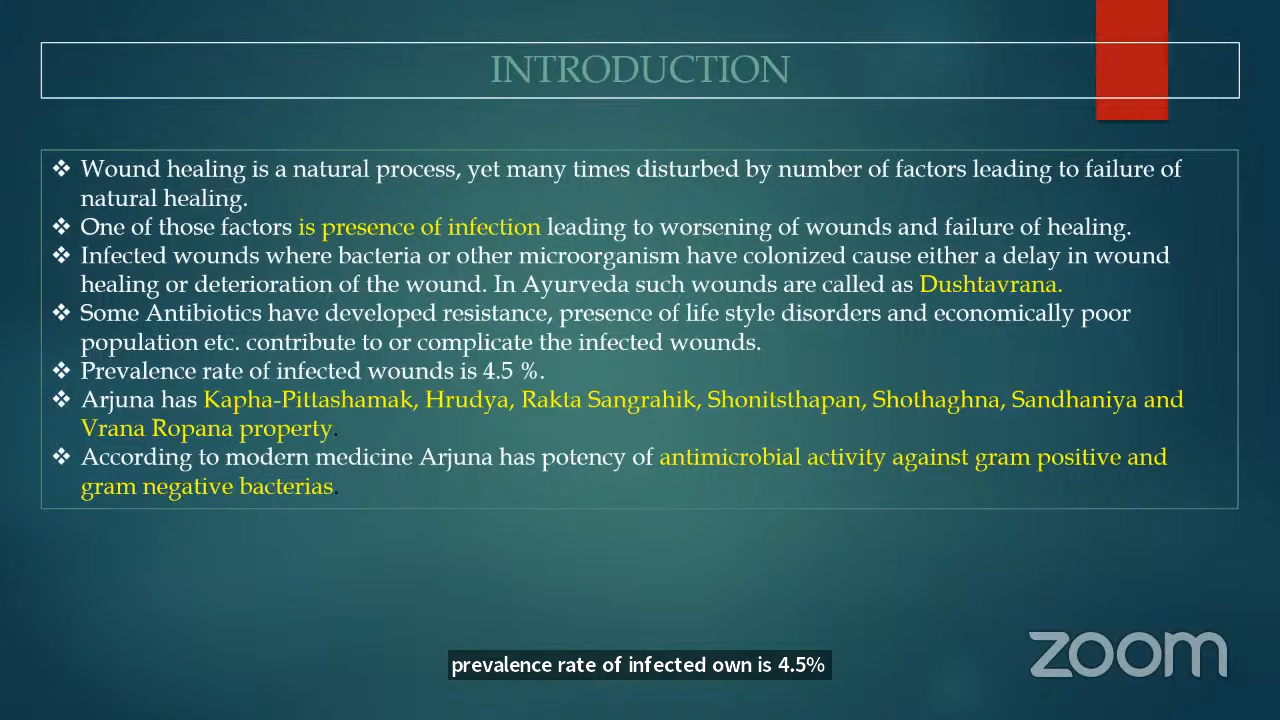 INTRODUCTION
❖ Wound healing is a natural process, yet many times disturbed by number of factors leading to failure of
natural healing.
❖ One of those factors is presence of infection leading to worsening of wounds and failure of healing.
❖ Infected wounds where bacteria or other microorganism have colonized cause either a delay in wound
healing or deterioration of the wound. In Ayurveda such wounds are called as Dushtavrana.
❖ Some Antibiotics have developed resistance, presence of life style disorders and economically poor
population etc. contribute to or complicate the infected wounds.
❖ Prevalence rate of infected wounds is 4.5 %.
❖ Arjuna has Kapha-Pittashamak, Hrudya, Rakta Sangrahik, Shonitsthapan, Shothaghna, Sandhaniya and
Vrana Ropana property.
❖ According to modern medicine Arjuna has potency of antimicrobial activity against gram positive and
gram negative bacterias.
prevalence rate of infected own is 4.5%
zoom